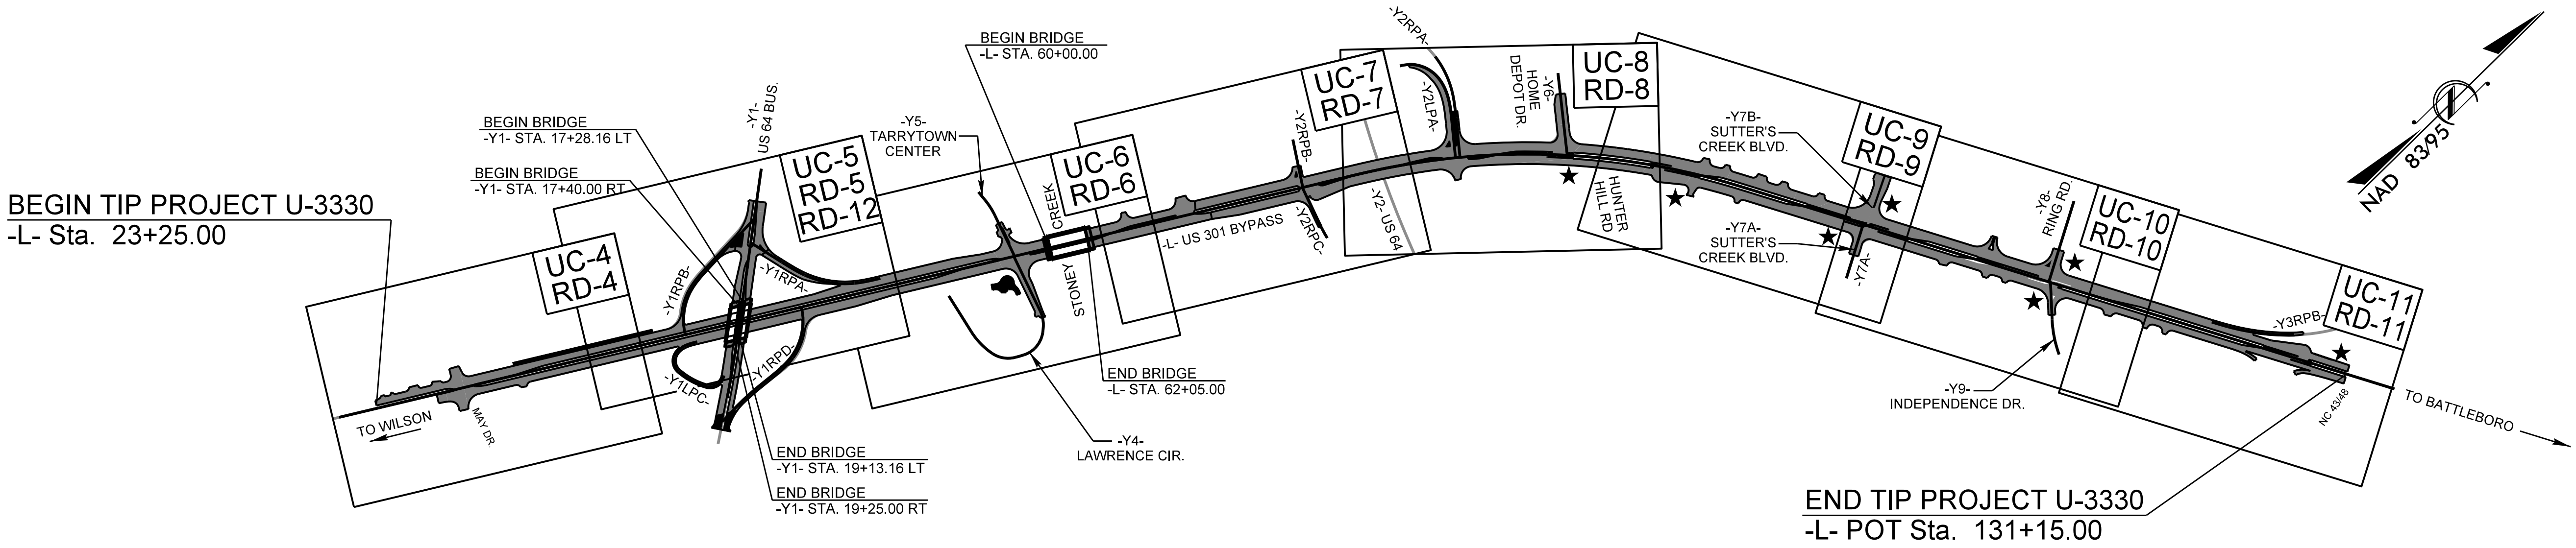 BEGIN TIP PROJECT U-3330
-L- Sta. 23+25.00
TO WILSON
MAY DR.
UC-4
RD-4
BEGIN BRIDGE
-Y1- STA. 17+28.16 LT
BEGIN BRIDGE
-Y1- STA. 17+40.00 RT
-Y1-
US 64 BUS.
-Y1RPB-
-Y1RPA-
-Y1LPC-
-Y1RPD-
END BRIDGE
-Y1- STA. 19+13.16 LT
END BRIDGE
-Y1- STA. 19+25.00 RT
UC-5
RD-5
RD-12
-Y5-
TARRYTOWN
CENTER
BEGIN BRIDGE
-L- STA. 60+00.00
STONEY CREEK
END BRIDGE
-L- STA. 62+05.00
-Y4-
LAWRENCE CIR.
UC-6
RD-6
-L- US 301 BYPASS
-Y2RPB-
-Y2RPC-
UC-7
RD-7
-Y2- US 64
-Y2RPA-
-Y2LPA-
-Y6-
HOME
DEPOT DR.
UC-8
RD-8
HUNTER
HILL RD
-Y7B-
SUTTER'S
CREEK BLVD.
-Y7A-
SUTTER'S
CREEK BLVD.
-Y7A-
UC-9
RD-9
-Y8-
RING RD.
-Y9-
INDEPENDENCE DR.
UC-10
RD-10
-Y3RPB-
UC-11
RD-11
NC 43/48
TO BATTLEBORO
END TIP PROJECT U-3330
-L- POT Sta. 131+15.00
NAD 83/95